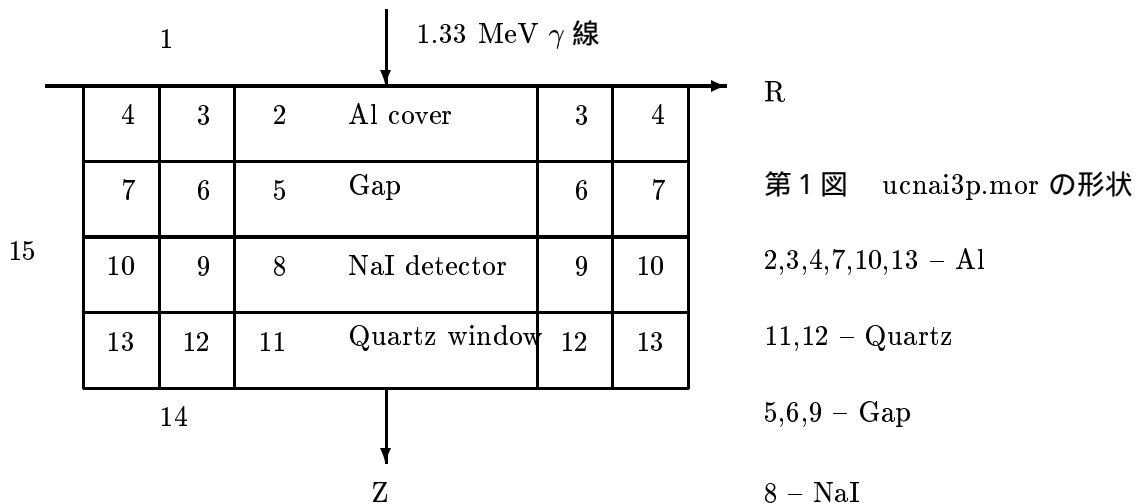 1
1.33 MeV γ 線
R
4 3 2 Al cover 3 4
7 6 5 Gap 6 7
第1図 ucnai3p.mor の形状
15
10 9 8 NaI detector 9 10
2,3,4,7,10,13 – Al
13 12 11 Quartz window 12 13
11,12 – Quartz
14
5,6,9 – Gap
Z
8 – NaI